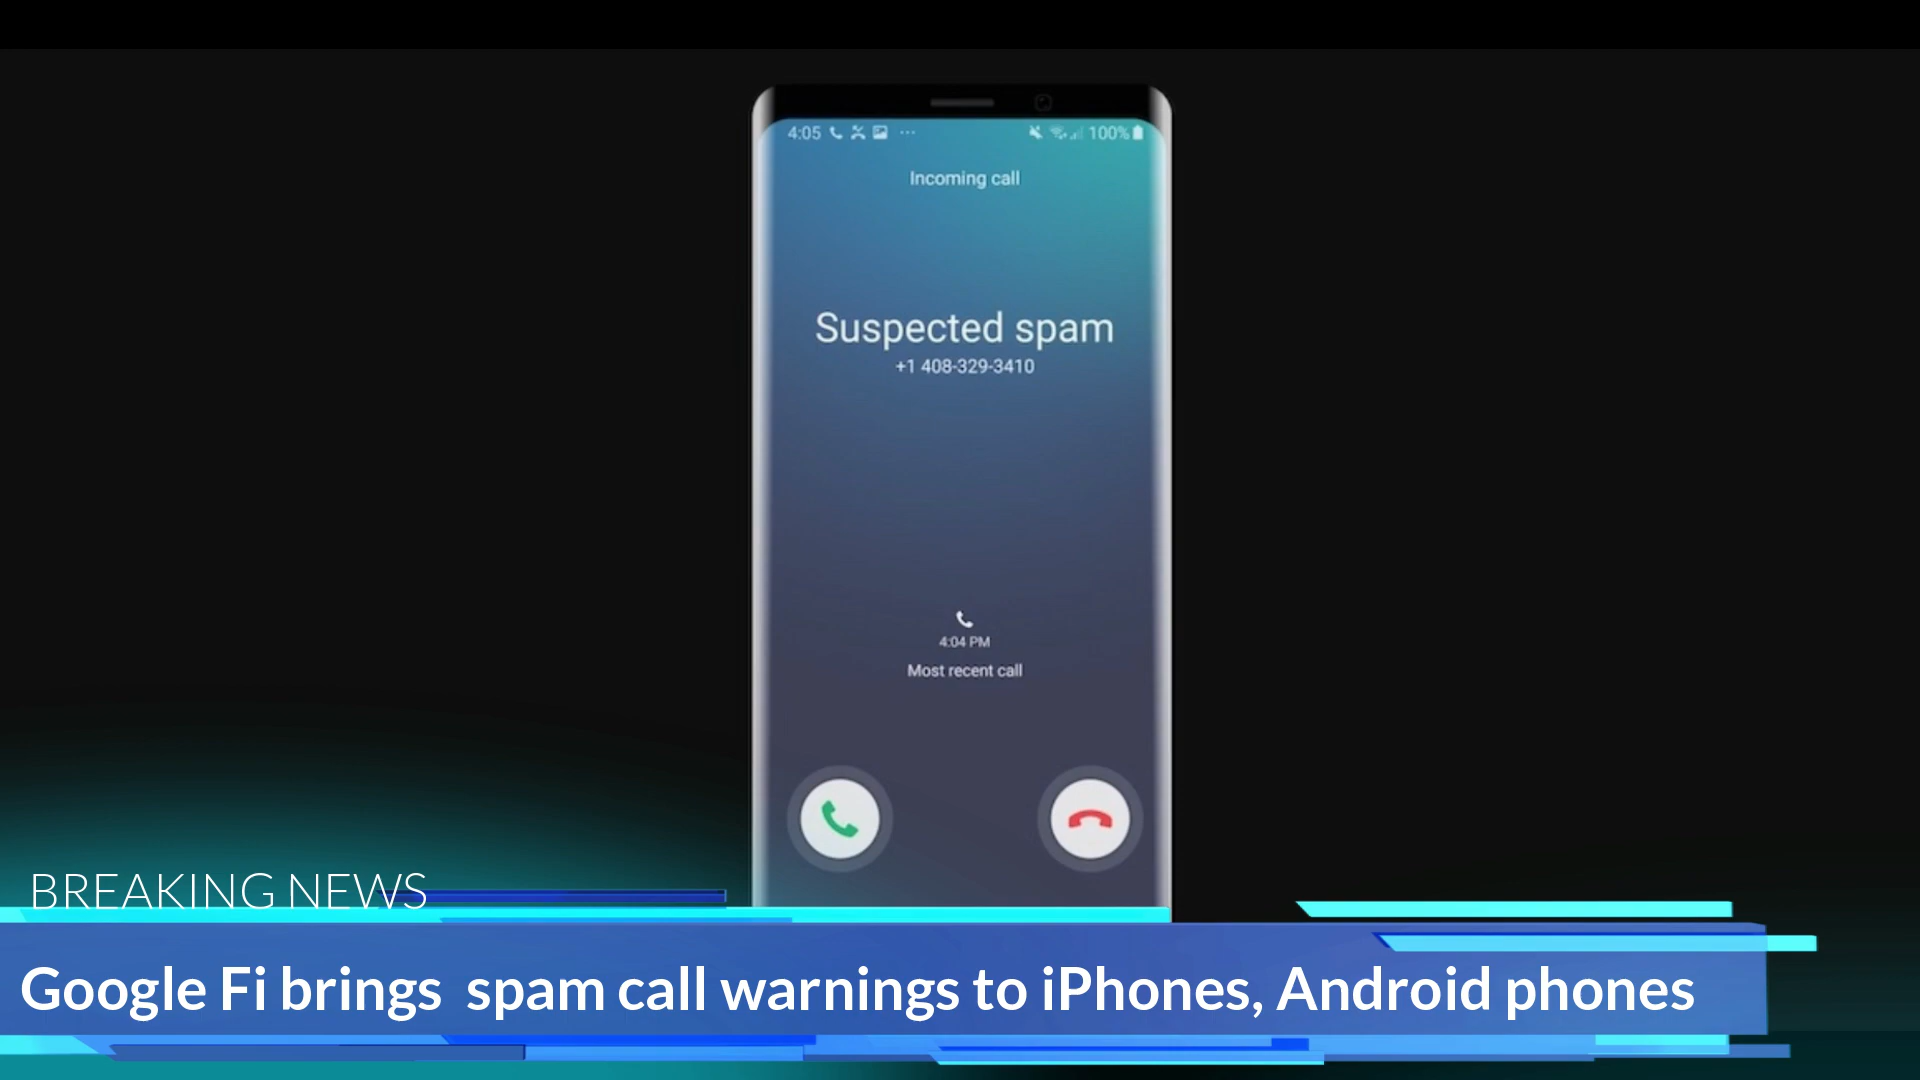 4:05 ... 100%
Incoming call
Suspected spam
+1 408-329-3410
4:04 PM
Most recent call
BREAKING NEWS
Google Fi brings  spam call warnings to iPhones, Android phones